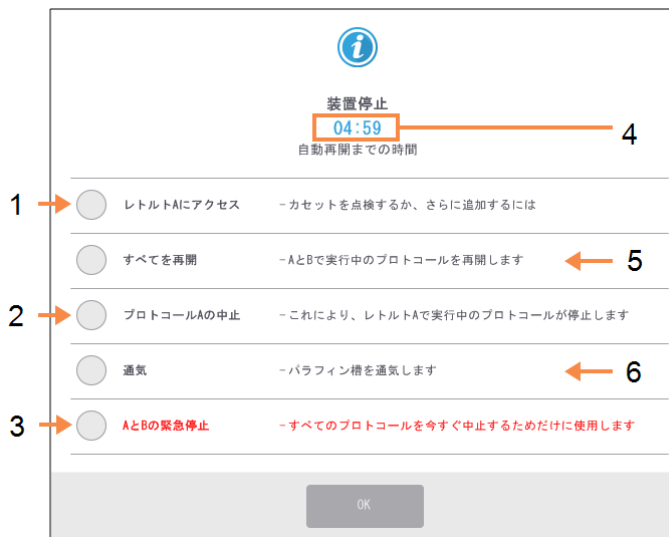 i
装置停止
04:59
4
自動再開までの時間
1
レトルトAにアクセス
-カセットを点検するか、さらに追加するには
すべてを再開
-AとBで実行中のプロトコールを再開します
5
2
プロトコールAの中止
-これにより、レトルトAで実行中のプロトコールが停止します
通気
-パラフィン槽を通気します
6
3
AとBの緊急停止
-すべてのプロトコールを今すぐ中止するためだけに使用します
OK